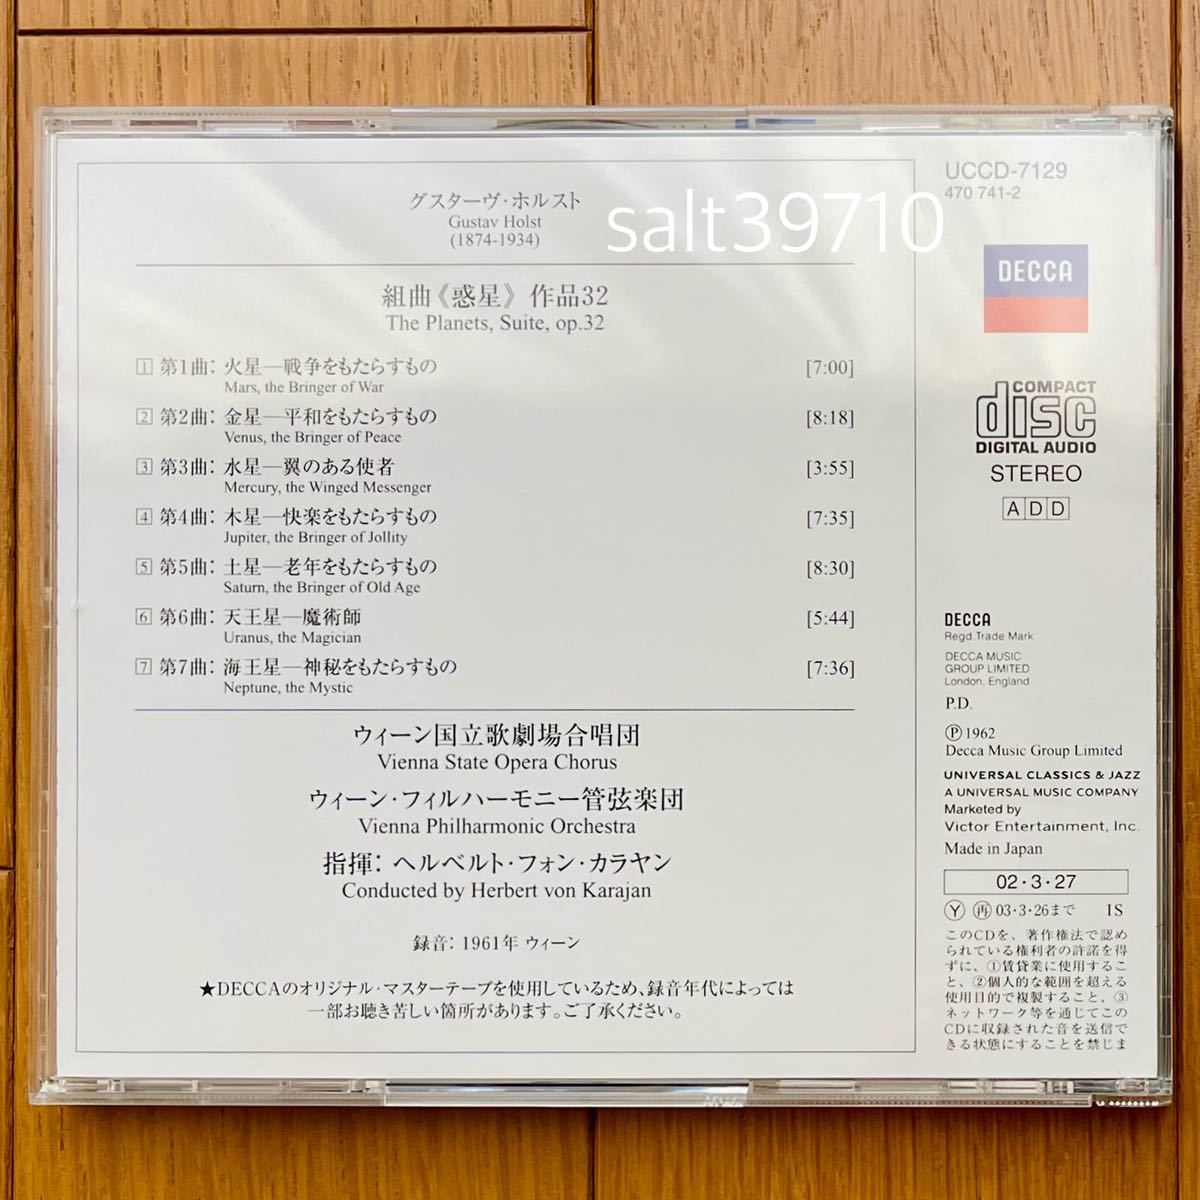 salt39710
グスターヴ・ホルスト
Gustav Holst
(1874-1934)
組曲《惑星》 作品32
The Planets, Suite, op.32
1 第1曲: 火星—戦争をもたらすもの [7:00]
Mars, the Bringer of War
2 第2曲: 金星—平和をもたらすもの [8:18]
Venus, the Bringer of Peace
3 第3曲: 水星—翼のある使者 [3:55]
Mercury, the Winged Messenger
4 第4曲: 木星—快楽をもたらすもの [7:35]
Jupiter, the Bringer of Jollity
5 第5曲: 土星—老年をもたらすもの [8:30]
Saturn, the Bringer of Old Age
6 第6曲: 天王星—魔術師 [5:44]
Uranus, the Magician
7 第7曲: 海王星—神秘をもたらすもの [7:36]
Neptune, the Mystic
ウィーン国立歌劇場合唱団
Vienna State Opera Chorus
ウィーン・フィルハーモニー管弦楽団
Vienna Philharmonic Orchestra
指揮: ヘルベルト・フォン・カラヤン
Conducted by Herbert von Karajan
録音: 1961年 ウィーン
★DECCAのオリジナル・マスターテープを使用しているため、録音年代によっては
一部お聴き苦しい箇所があります。ご了承ください。
UCCD-7129
470 741-2
DECCA
COMPACT
disc
DIGITAL AUDIO
STEREO
ADD
DECCA
Regd. Trade Mark
DECCA MUSIC
GROUP LIMITED
London, England
P.D.
Ⓟ1962
Decca Music Group Limited
UNIVERSAL CLASSICS & JAZZ
A UNIVERSAL MUSIC COMPANY
Marketed by
Victor Entertainment, Inc.
Made in Japan
02・3・27
Ⓨ 再 03・3・26まで IS
このCDを、著作権法で認め
られている権利者の許諾を得
ずに、①賃貸業に使用するこ
と、②個人的な範囲を超える
使用目的で複製すること、③
ネットワーク等を通じてこの
CDに収録された音を送信で
きる状態にすることを禁じま